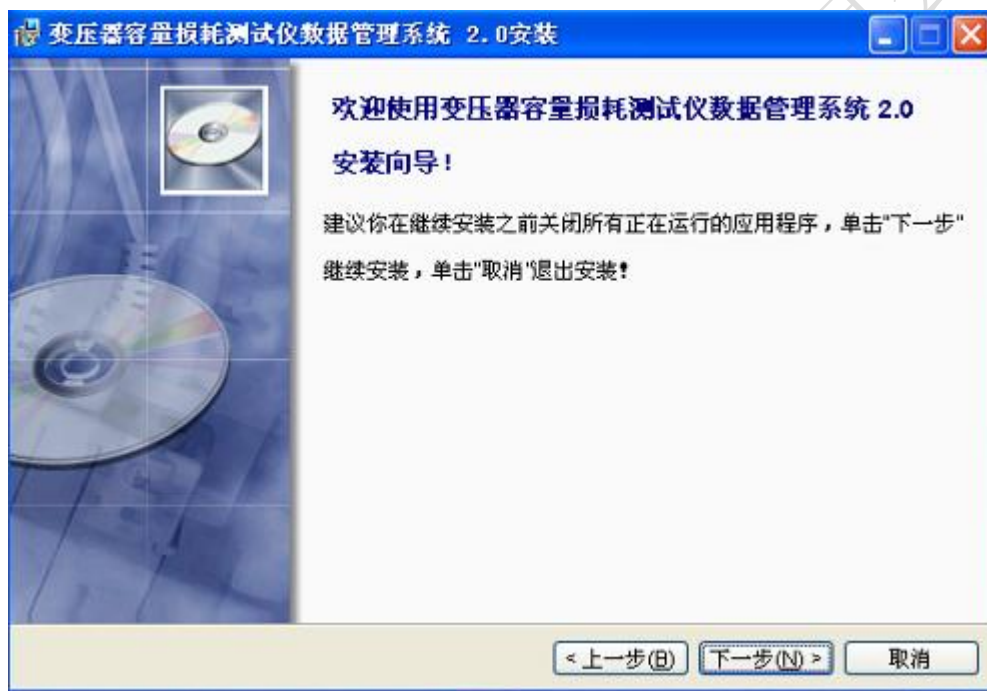 变压器容量损耗测试仪数据管理系统 2.0安装
欢迎使用变压器容量损耗测试仪数据管理系统 2.0
安装向导!
建议你在继续安装之前关闭所有正在运行的应用程序,单击"下一步"
继续安装,单击"取消"退出安装!
<上一步(B) 下一步(N)> 取消